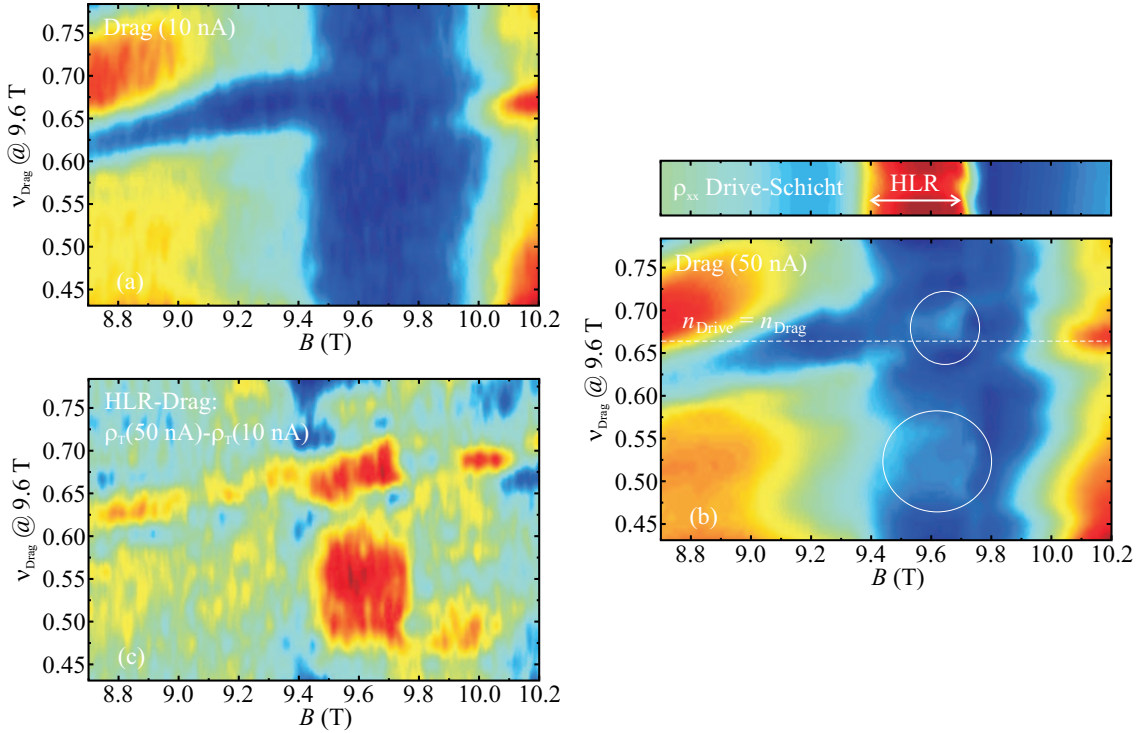 Drag (10 nA)
ν_Drag @ 9.6 T
0.75
0.70
0.65
0.60
0.55
0.50
0.45
(a)
8.8 9.0 9.2 9.4 9.6 9.8 10.0 10.2
B (T)
ρ_xx Drive-Schicht
HLR
Drag (50 nA)
n_Drive = n_Drag
ν_Drag @ 9.6 T
0.75
0.70
0.65
0.60
0.55
0.50
0.45
(b)
8.8 9.0 9.2 9.4 9.6 9.8 10.0 10.2
B (T)
HLR-Drag:
ρ_T(50 nA)-ρ_T(10 nA)
ν_Drag @ 9.6 T
0.75
0.70
0.65
0.60
0.55
0.50
0.45
(c)
8.8 9.0 9.2 9.4 9.6 9.8 10.0 10.2
B (T)